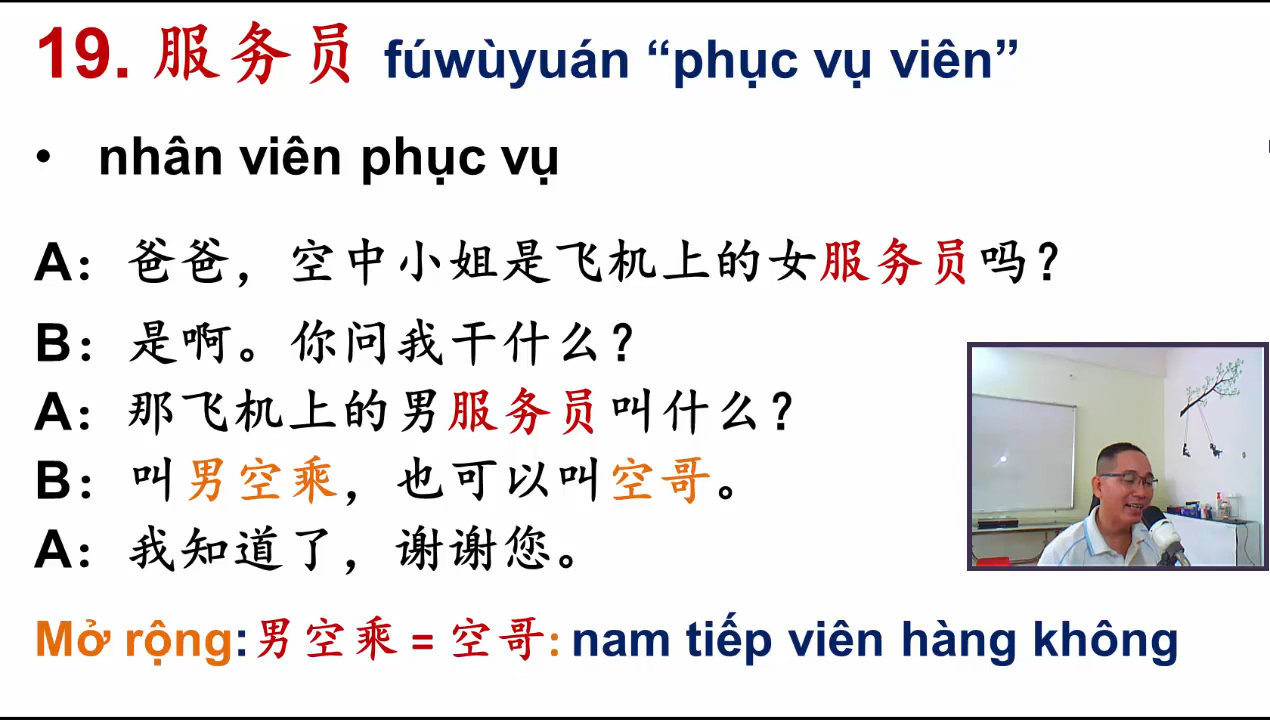 19. 服务员 fúwùyuán “phục vụ viên”
• nhân viên phục vụ
A：爸爸，空中小姐是飞机上的女服务员吗？
B：是啊。你问我干什么？
A：那飞机上的男服务员叫什么？
B：叫男空乘，也可以叫空哥。
A：我知道了，谢谢您。
Mở rộng:男空乘 = 空哥: nam tiếp viên hàng không